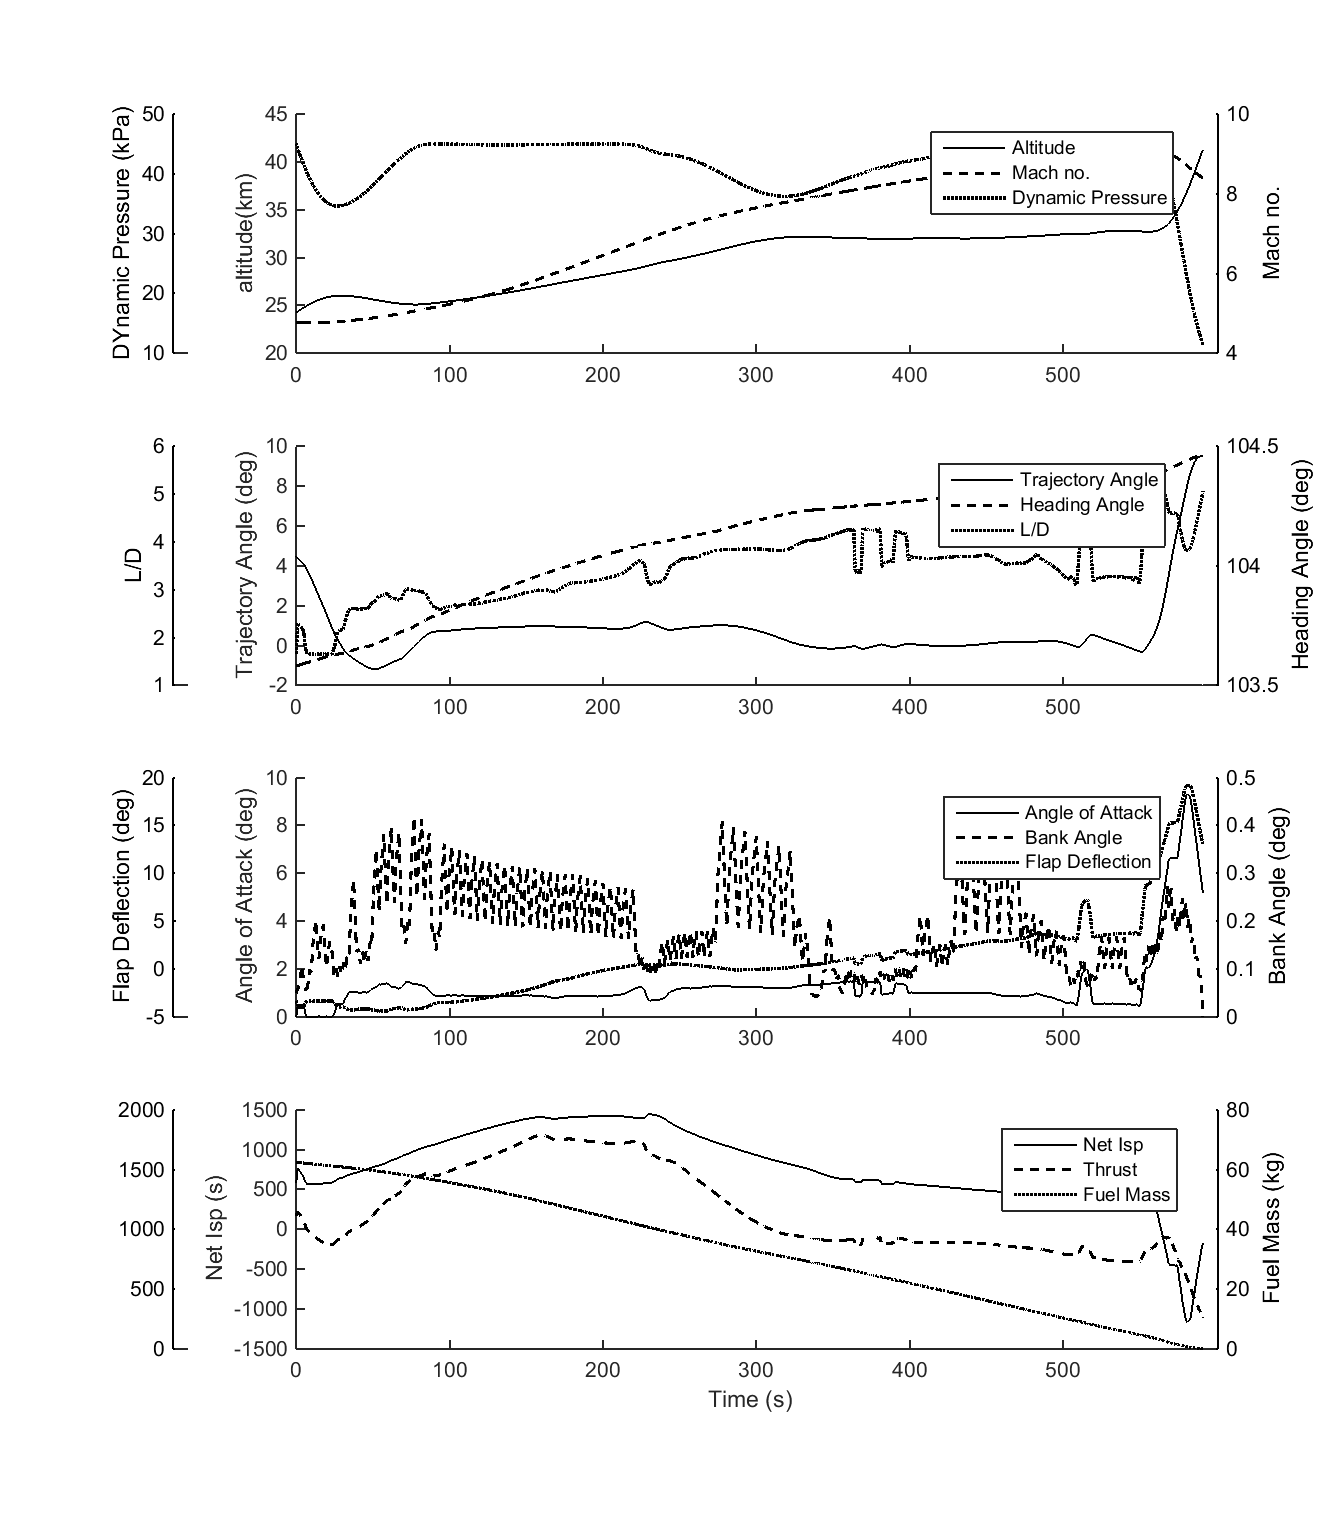 DYnamic Pressure (kPa)
50
40
30
20
10
altitude(km)
45
40
35
30
25
20
0 100 200 300 400 500
Altitude
Mach no.
Dynamic Pressure
10
8
6
4
Mach no.
L/D
6
5
4
3
2
1
Trajectory Angle (deg)
10
8
6
4
2
0
-2
0 100 200 300 400 500
Trajectory Angle
Heading Angle
L/D
104.5
104
103.5
Heading Angle (deg)
Flap Deflection (deg)
20
15
10
5
0
-5
Angle of Attack (deg)
10
8
6
4
2
0
0 100 200 300 400 500
Angle of Attack
Bank Angle
Flap Deflection
0.5
0.4
0.3
0.2
0.1
0
Bank Angle (deg)
2000
1500
1000
500
0
Net Isp (s)
1500
1000
500
0
-500
-1000
-1500
0 100 200 300 400 500
Time (s)
Net Isp
Thrust
Fuel Mass
80
60
40
20
0
Fuel Mass (kg)